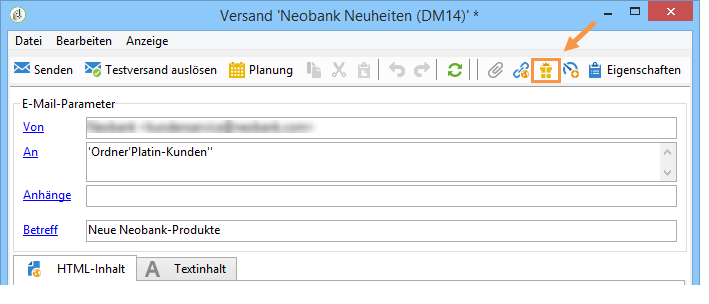 Versand 'Neobank Neuheiten (DM14)' *
Datei Bearbeiten Anzeige
Senden Testversand auslösen Planung Eigenschaften
E-Mail-Parameter
Von
An 'Ordner'Platin-Kunden''
Anhänge
Betreff Neue Neobank-Produkte
HTML-Inhalt A Textinhalt